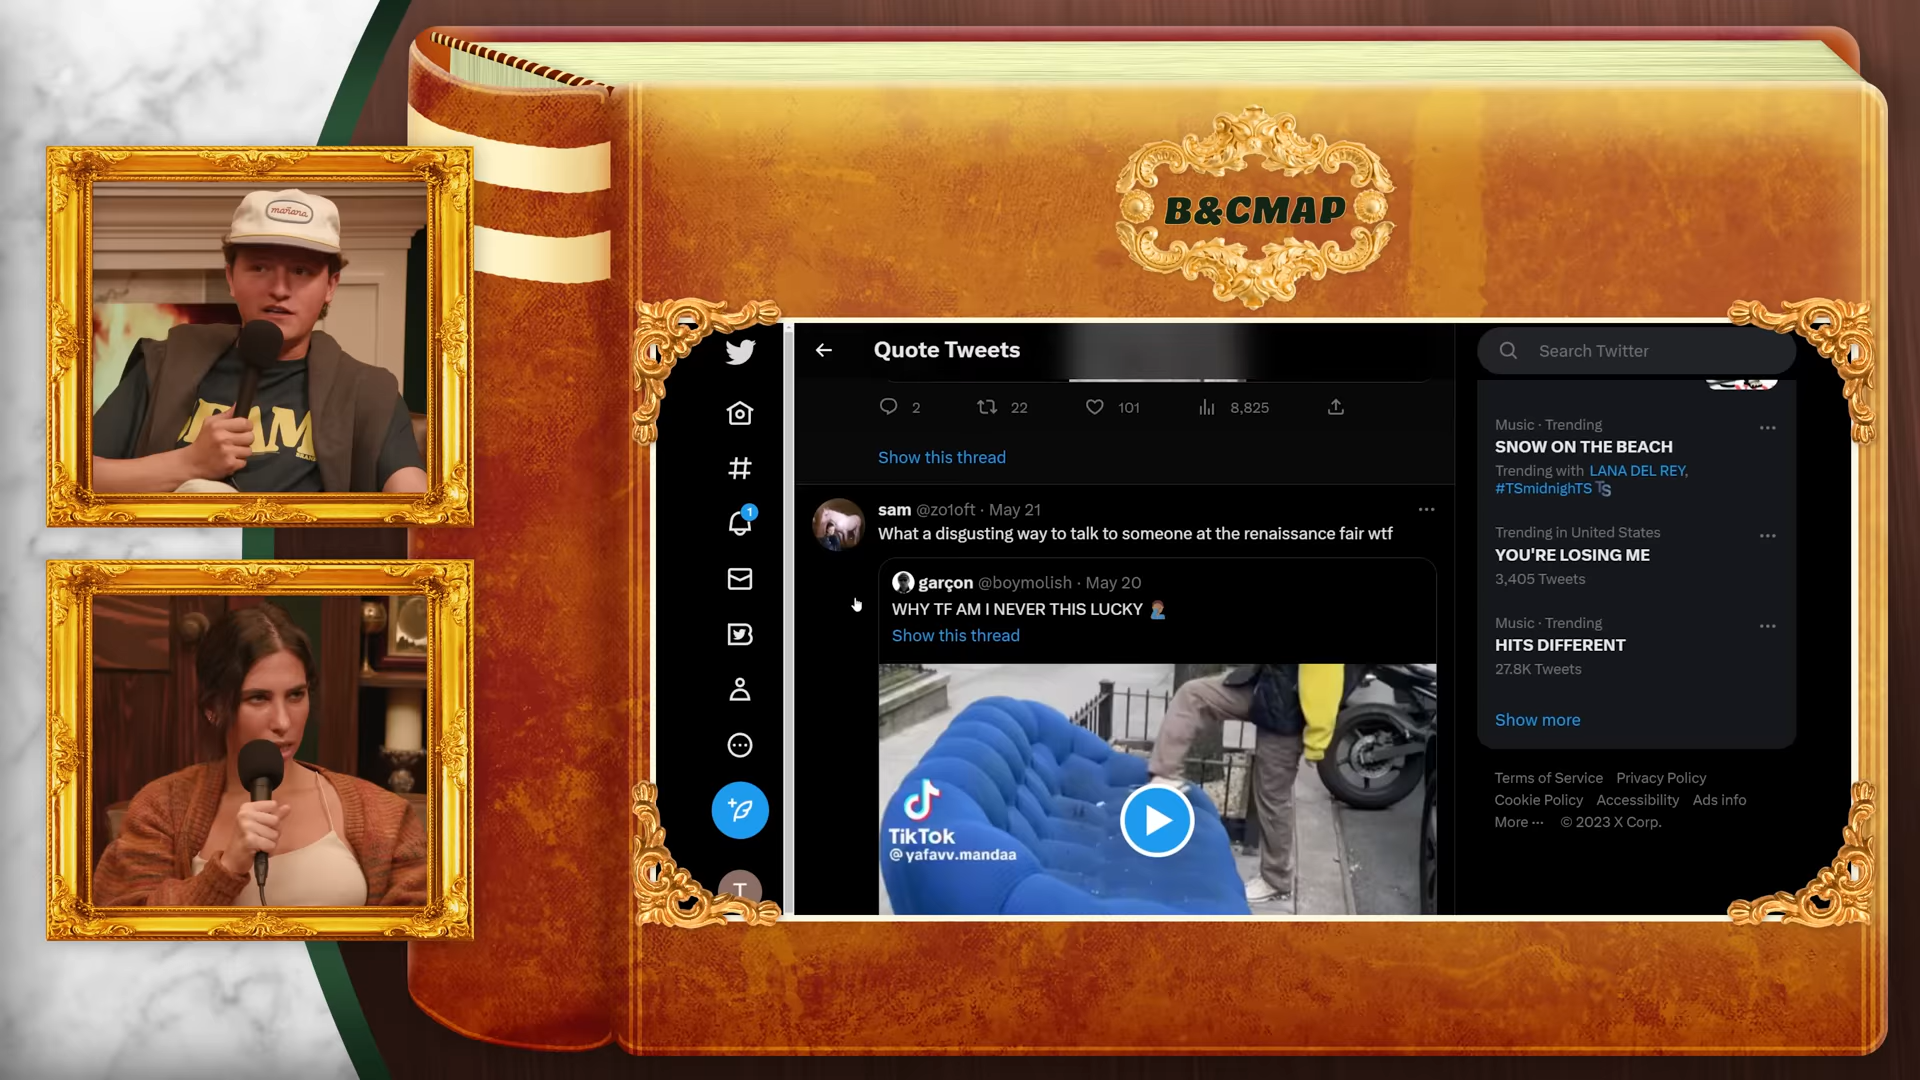 mañana
B&CMAP
Quote Tweets
2 22 101 8,825
Show this thread
sam @zo1oft · May 21
What a disgusting way to talk to someone at the renaissance fair wtf
garçon @boymolish · May 20
WHY TF AM I NEVER THIS LUCKY
Show this thread
TikTok
@yafavv.mandaa
1
T
Search Twitter
Music · Trending
SNOW ON THE BEACH
Trending with LANA DEL REY,
#TSmidnighTS TS
Trending in United States
YOU'RE LOSING ME
3,405 Tweets
Music · Trending
HITS DIFFERENT
27.8K Tweets
Show more
Terms of Service Privacy Policy
Cookie Policy Accessibility Ads info
More ··· © 2023 X Corp.